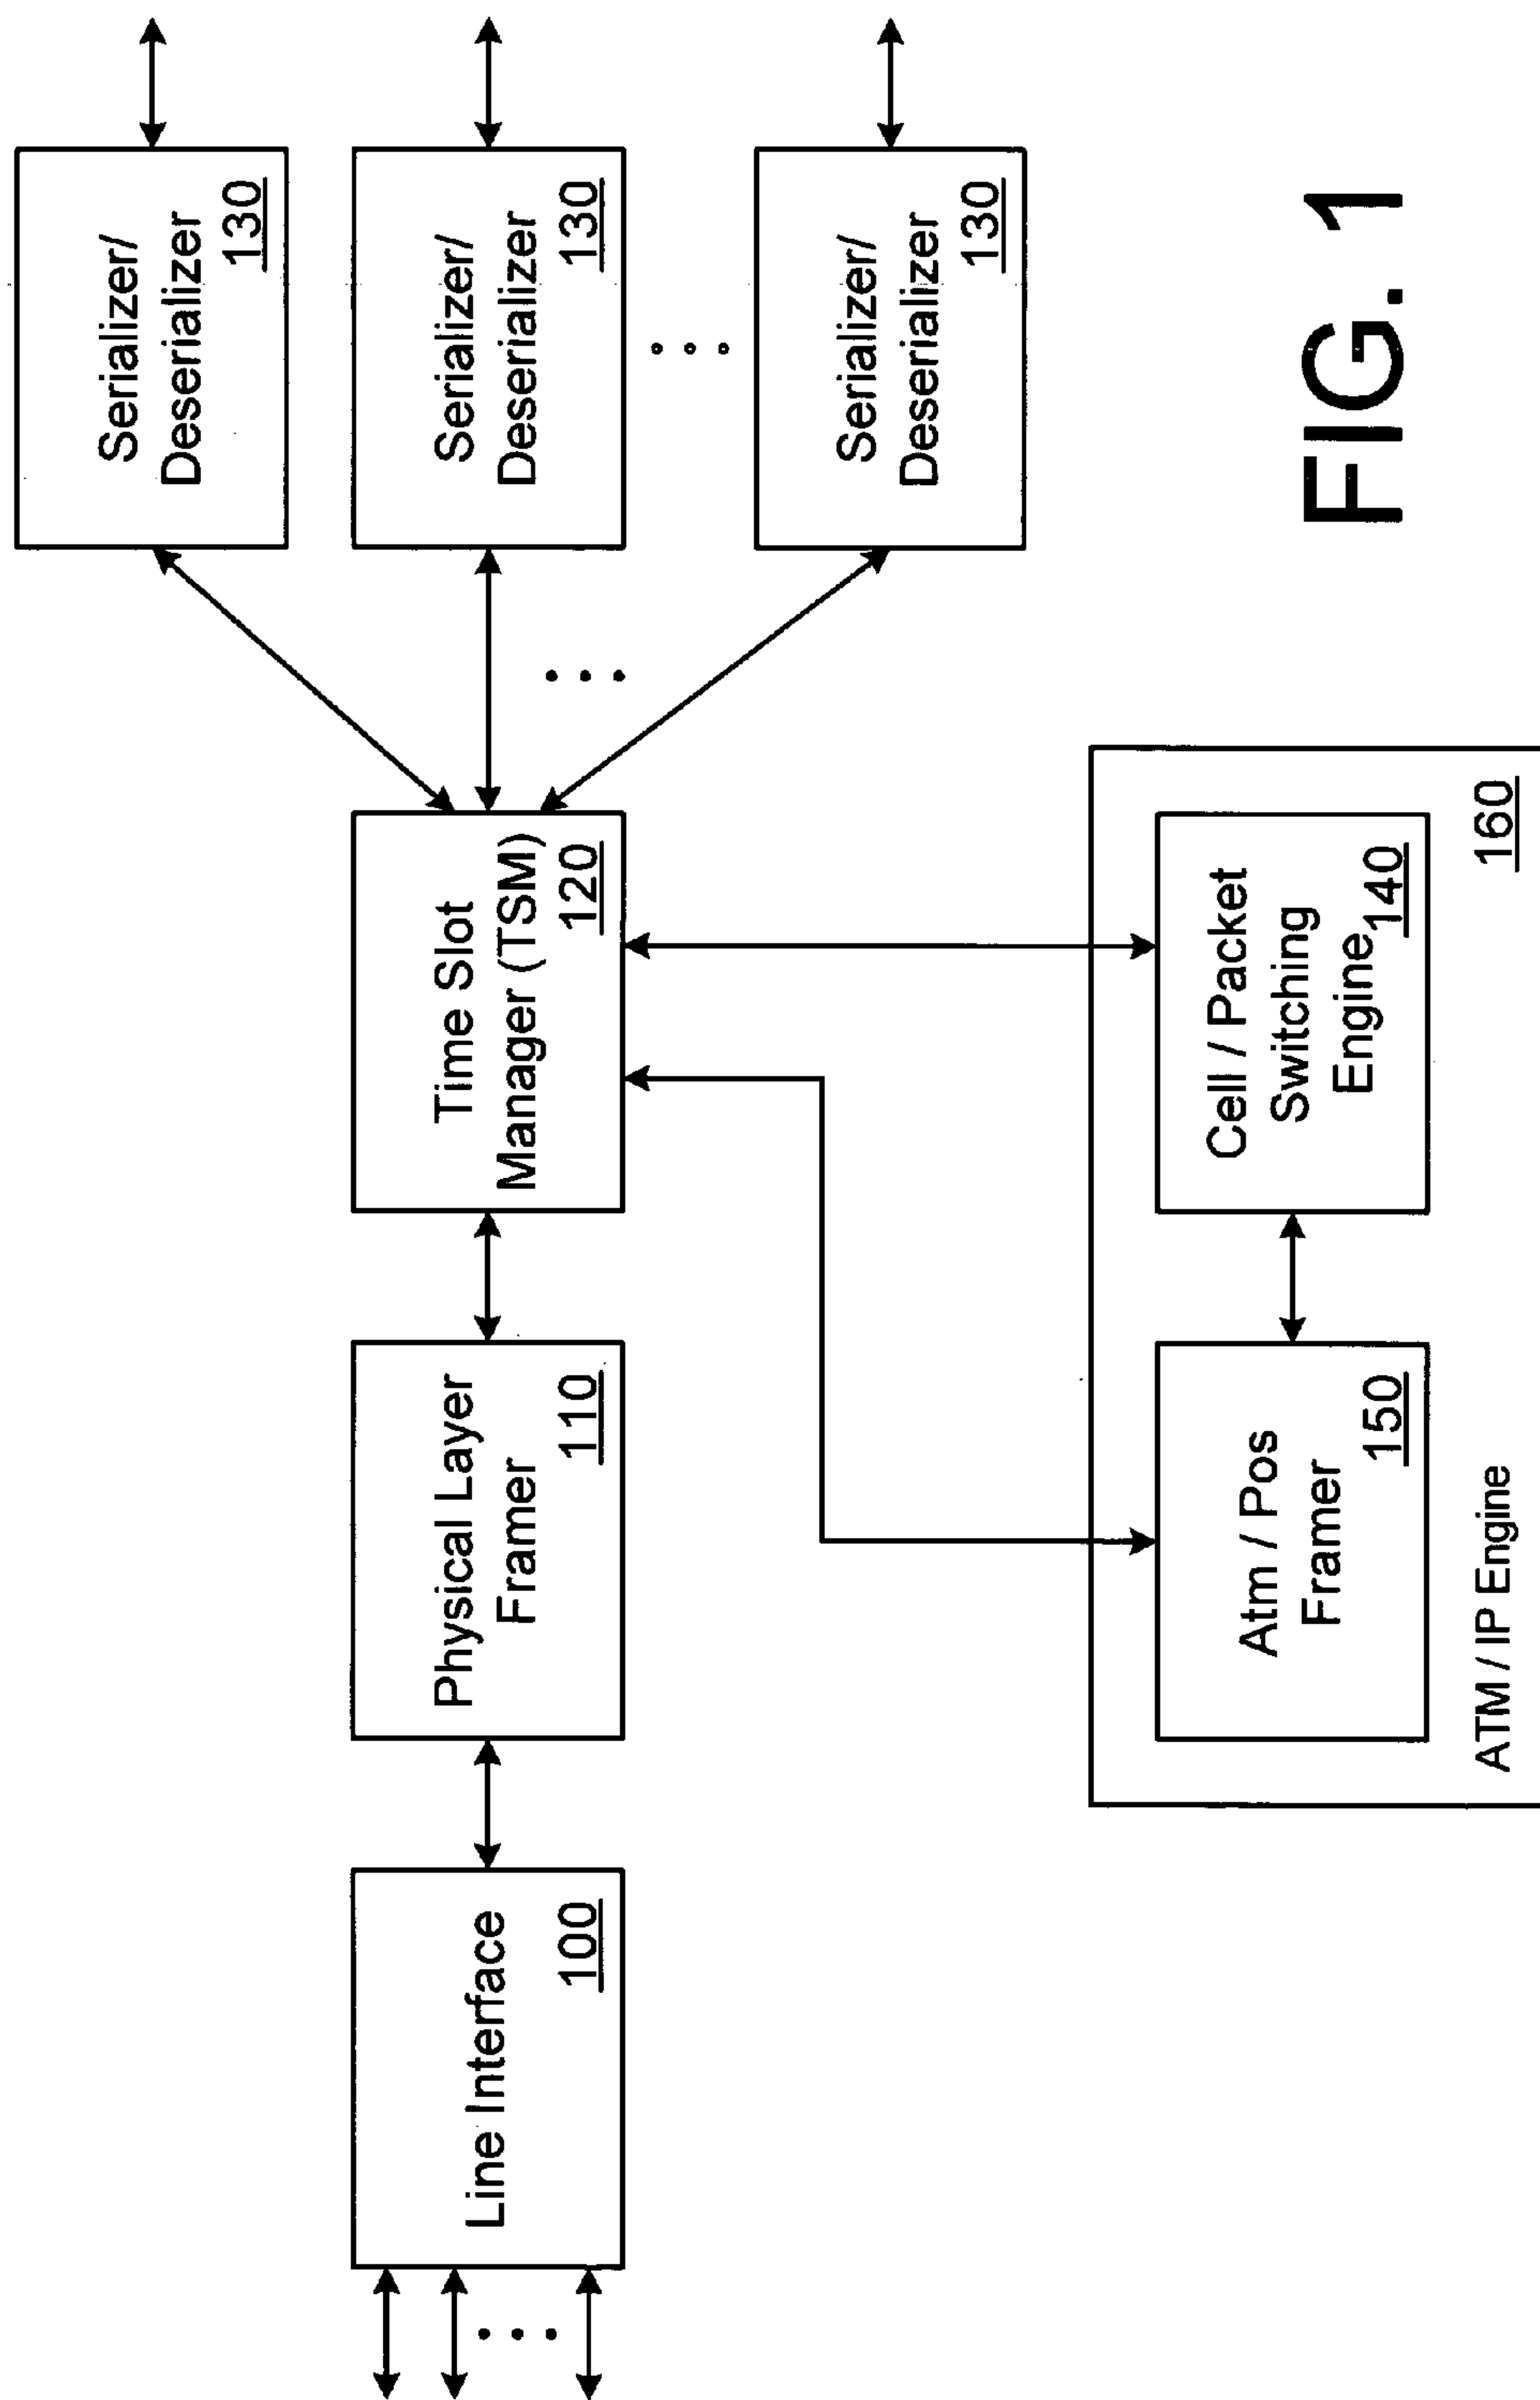 Line Interface
100
Physical Layer
Framer
110
Time Slot
Manager (TSM)
120
Serializer/
Deserializer
130
Serializer/
Deserializer
130
Serializer/
Deserializer
130
Atm / Pos
Framer
150
Cell / Packet
Switching
Engine 140
ATM / IP Engine
160
FIG. 1